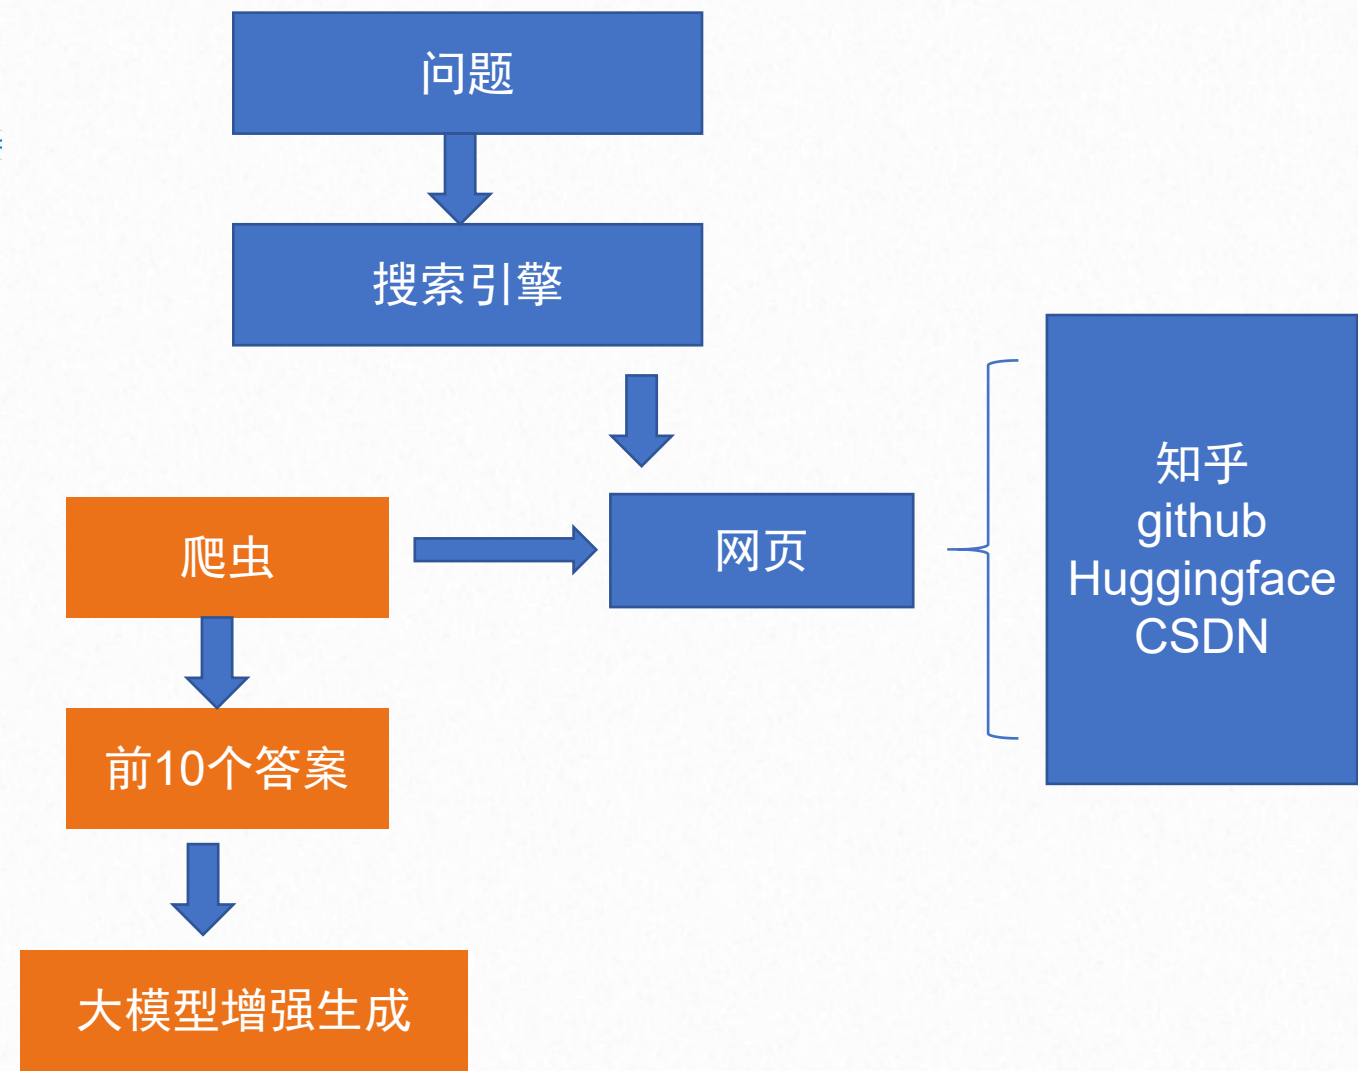 问题
搜索引擎
爬虫
网页
知乎
github
Huggingface
CSDN
前10个答案
大模型增强生成